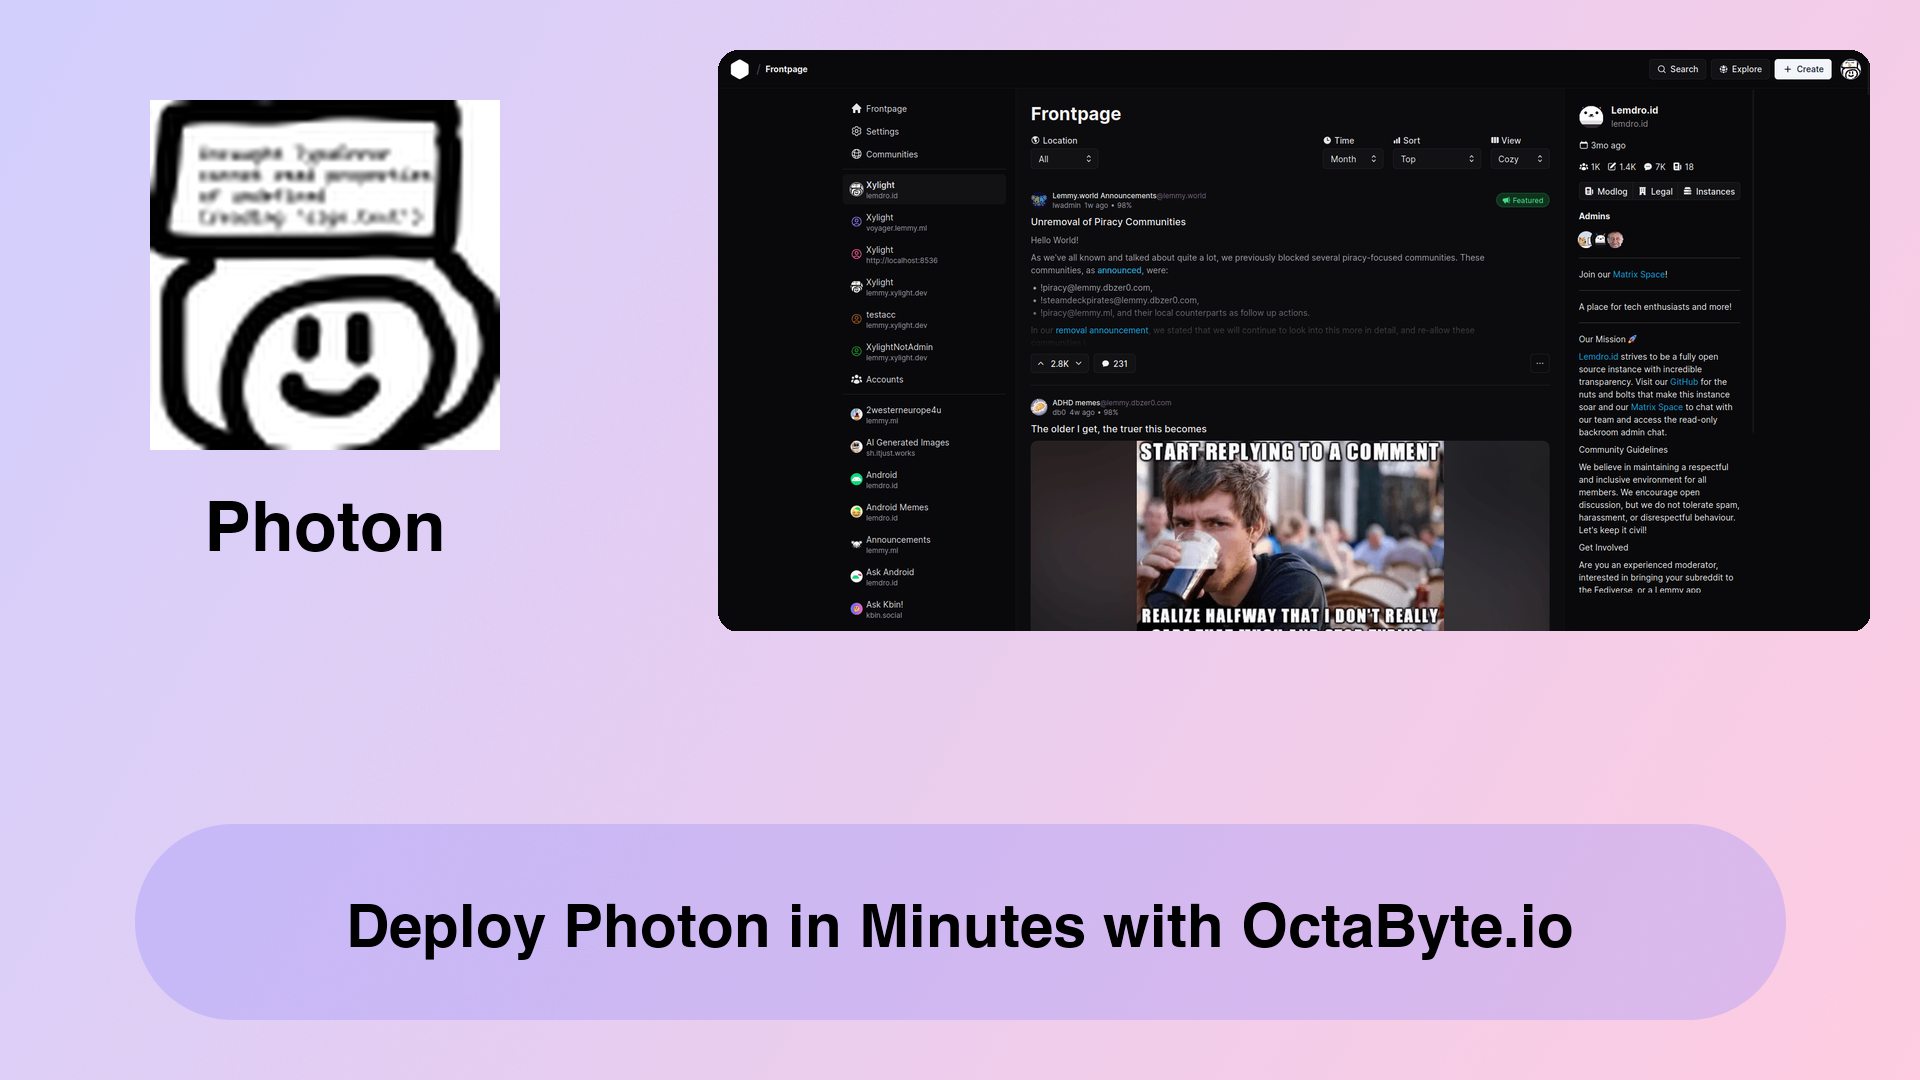 Uncaught TypeError
cannot read properties
of undefined
(reading 
Photon
Frontpage
Search
Explore
Create
Frontpage
Settings
Communities
Xylight
lemdro.id
Xylight
voyager.lemmy.ml
Xylight
http://localhost:8536
Xylight
lemmy.xylight.dev
testacc
lemmy.xylight.dev
XylightNotAdmin
lemmy.xylight.dev
Accounts
2westerneurope4u
lemmy.ml
AI Generated Images
sh.itjust.works
Android
lemdro.id
Android Memes
lemdro.id
Announcements
lemmy.ml
Ask Android
lemdro.id
Ask Kbin!
kbin.social
Frontpage
Location
All
Time
Month
Sort
Top
View
Cozy
Lemmy.world Announcements@lemmy.world
lwadmin 1w ago • 98%
Featured
Unremoval of Piracy Communities
Hello World!
As we've all known and talked about quite a lot, we previously blocked several piracy-focused communities. These
communities, as announced, were:
• !piracy@lemmy.dbzer0.com,
• !steamdeckpirates@lemmy.dbzer0.com,
• !piracy@lemmy.ml, and their local counterparts as follow up actions.
In our removal announcement, we stated that we will continue to look into this more in detail, and re-allow these
2.8K
231
ADHD memes@lemmy.dbzer0.com
db0 4w ago • 98%
The older I get, the truer this becomes
START REPLYING TO A COMMENT
REALIZE HALFWAY THAT I DON'T REALLY
Lemdro.id
lemdro.id
3mo ago
1K 1.4K 7K 18
Modlog Legal Instances
Admins
Join our Matrix Space!
A place for tech enthusiasts and more!
Our Mission 🚀
Lemdro.id strives to be a fully open
source instance with incredible
transparency. Visit our GitHub for the
nuts and bolts that make this instance
soar and our Matrix Space to chat with
our team and access the read-only
backroom admin chat.
Community Guidelines
We believe in maintaining a respectful
and inclusive environment for all
members. We encourage open
discussion, but we do not tolerate spam,
harassment, or disrespectful behaviour.
Let's keep it civil!
Get Involved
Are you an experienced moderator,
interested in bringing your subreddit to
the Fediverse, or a Lemmy app
Deploy Photon in Minutes with OctaByte.io